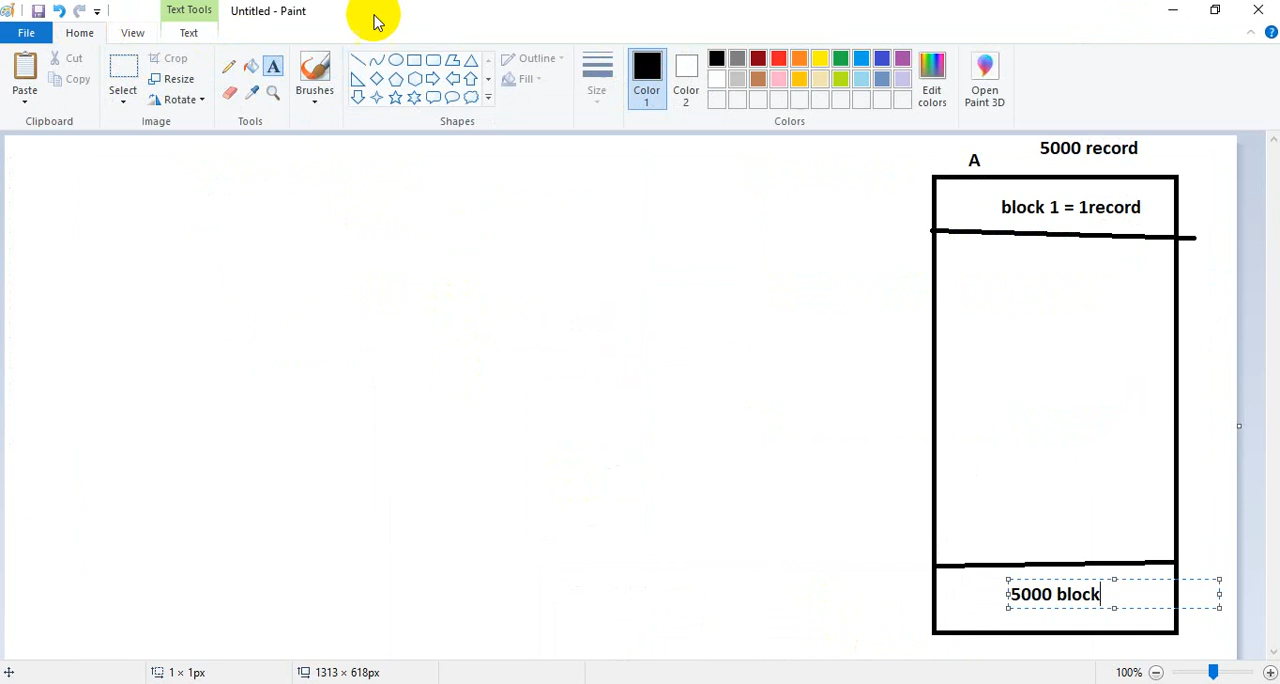 Text Tools
Untitled - Paint
File
Home
View
Text
Paste
Cut
Copy
Clipboard
Select
Crop
Resize
Rotate
Image
A
Tools
Brushes
Outline
Fill
Shapes
Size
Color 1
Color 2
Colors
Edit colors
Open Paint 3D
5000 record
A
block 1 = 1record
5000 block
1 × 1px
1313 × 618px
100%